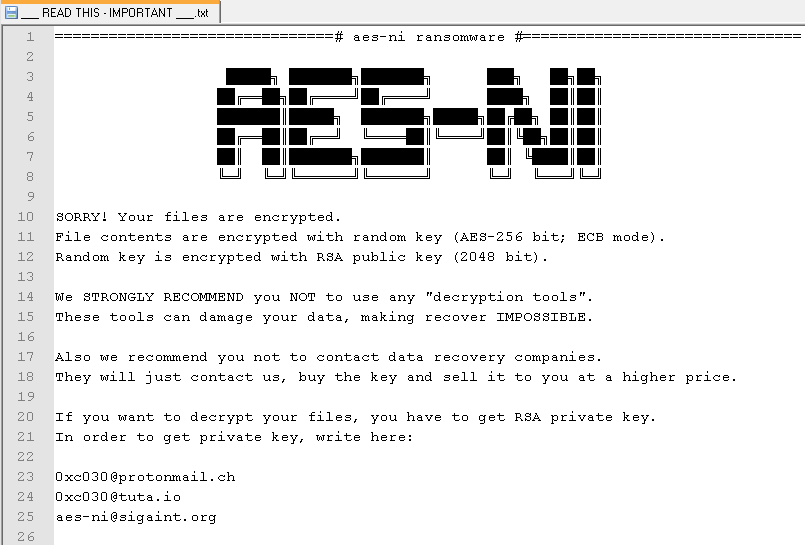 ___ READ THIS - IMPORTANT ___.txt
1 ===============================# aes-ni ransomware #===============================
2
3
4
5 AES-NI
6
7
8
9
10 SORRY! Your files are encrypted.
11 File contents are encrypted with random key (AES-256 bit; ECB mode).
12 Random key is encrypted with RSA public key (2048 bit).
13
14 We STRONGLY RECOMMEND you NOT to use any "decryption tools".
15 These tools can damage your data, making recover IMPOSSIBLE.
16
17 Also we recommend you not to contact data recovery companies.
18 They will just contact us, buy the key and sell it to you at a higher price.
19
20 If you want to decrypt your files, you have to get RSA private key.
21 In order to get private key, write here:
22
23 0xc030@protonmail.ch
24 0xc030@tuta.io
25 aes-ni@sigaint.org
26